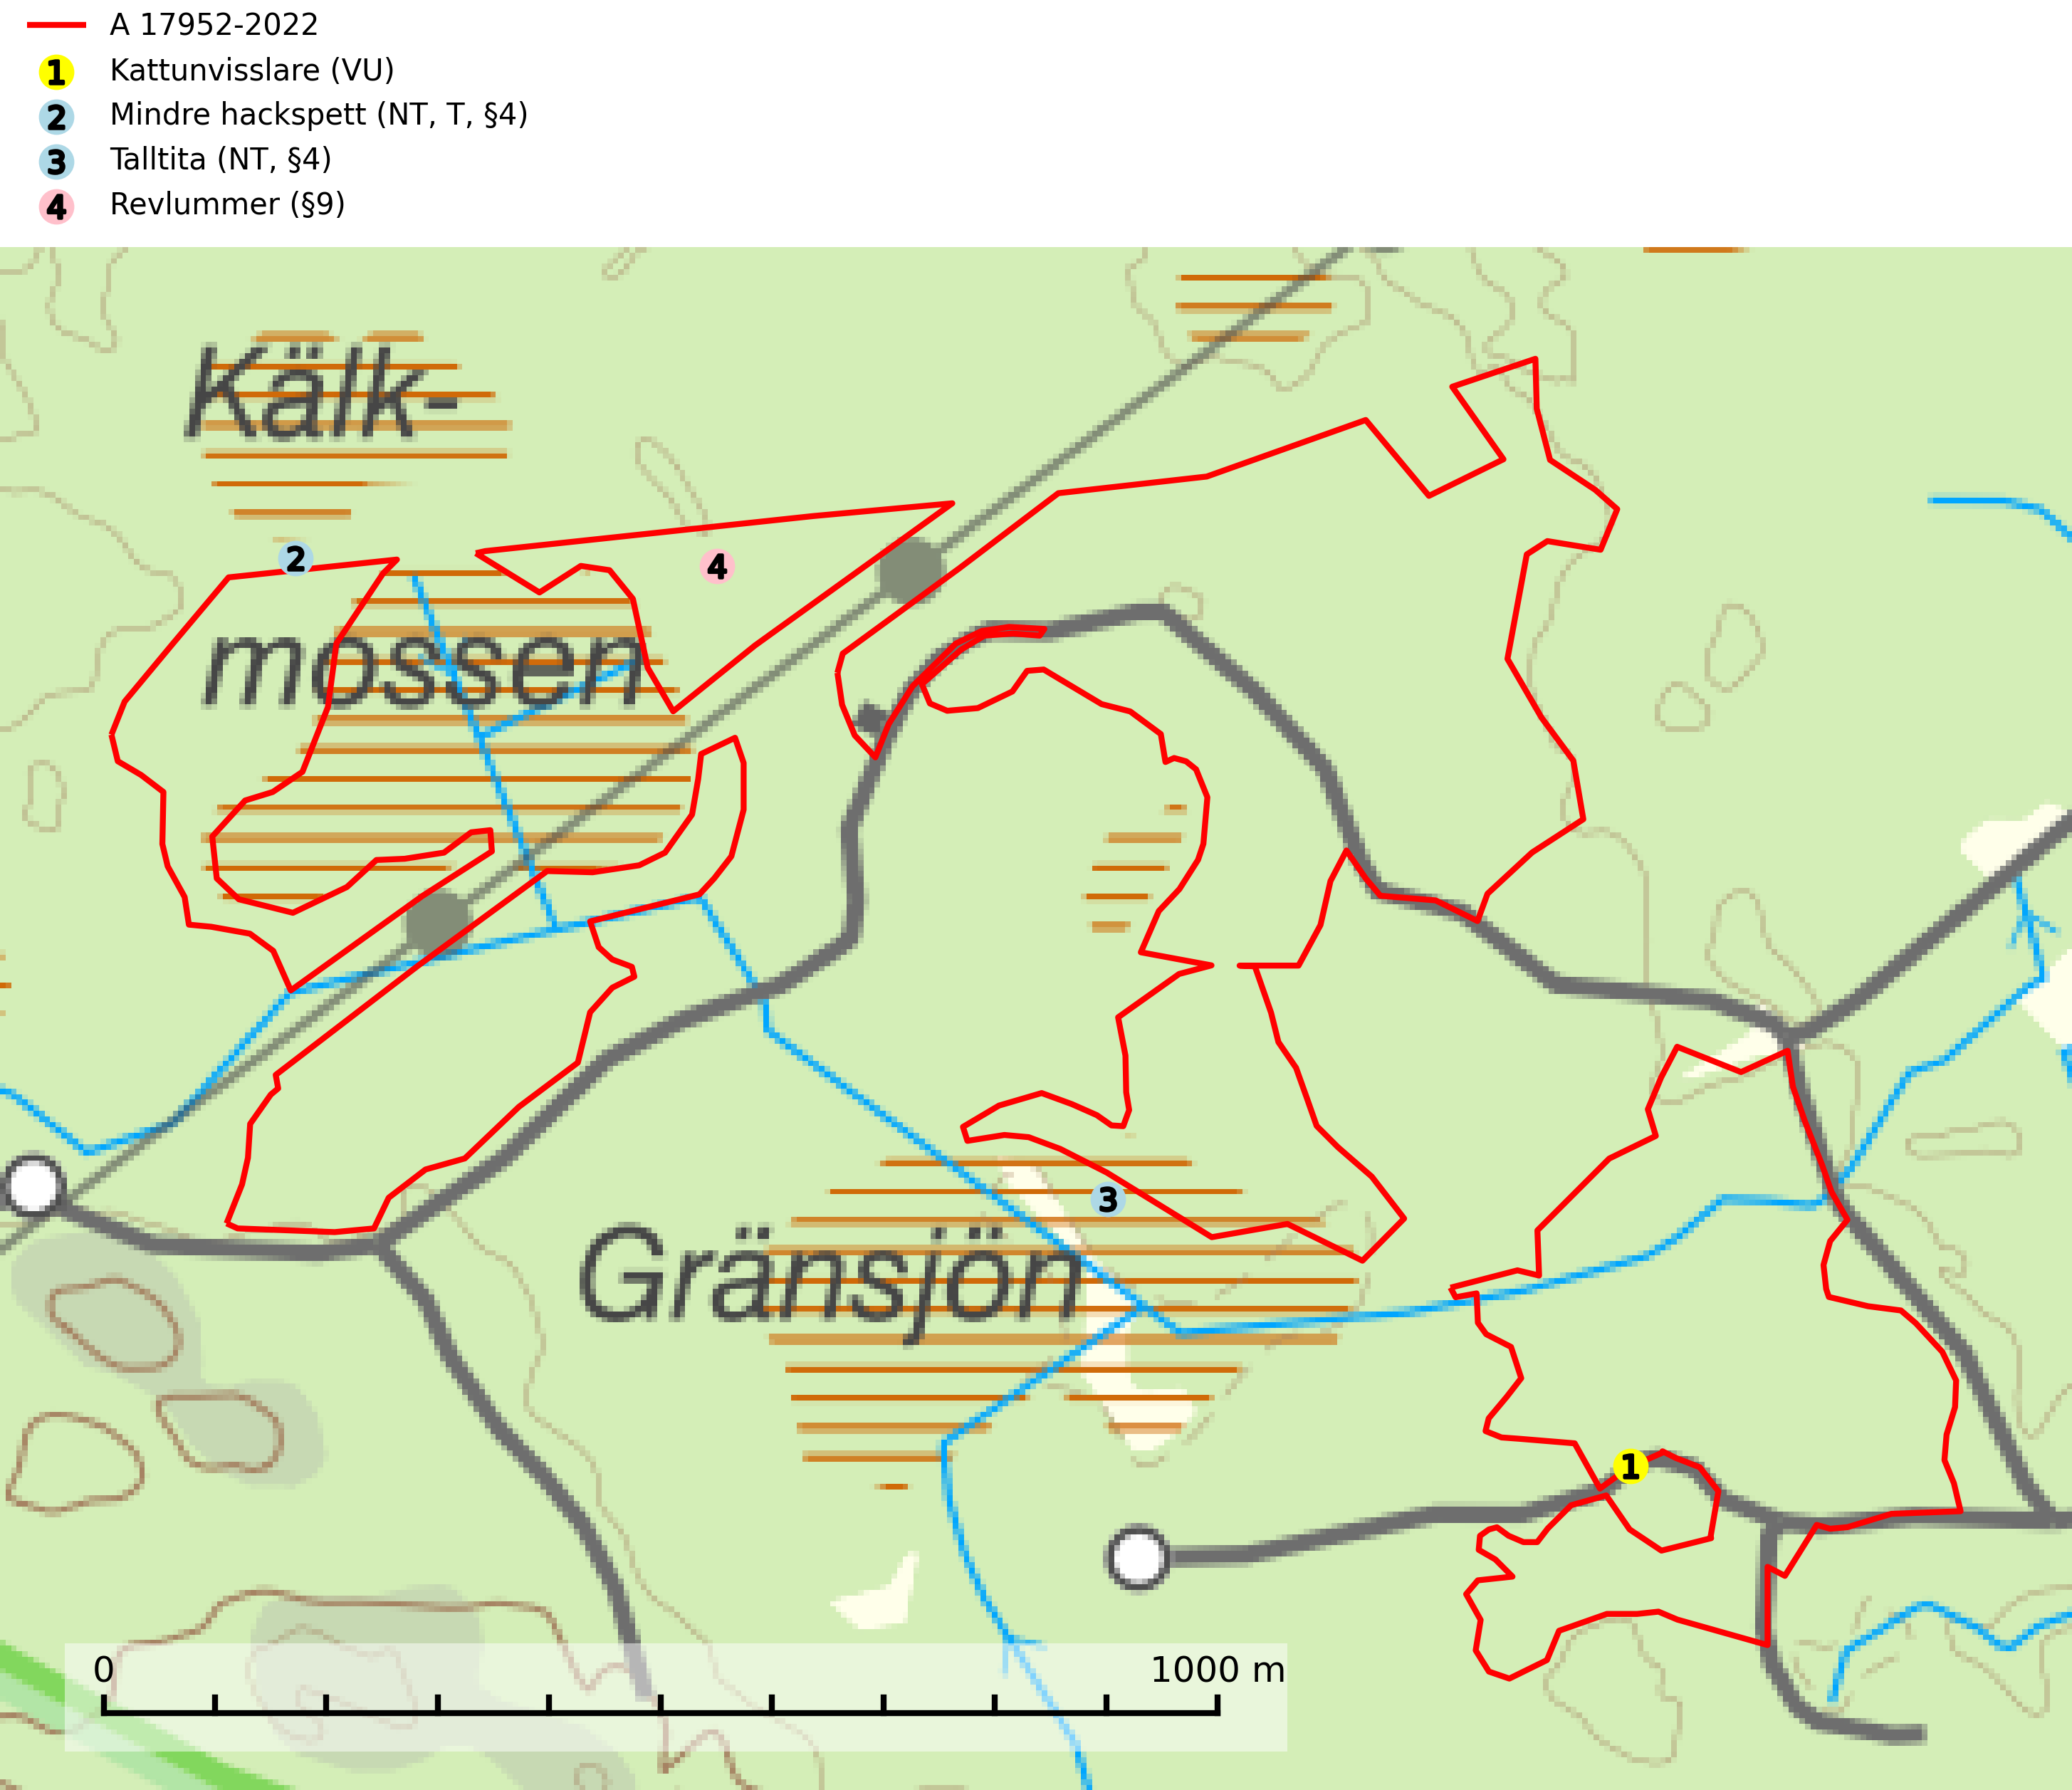 A 17952-2022
1 Kattunvisslare (VU)
2 Mindre hackspett (NT, T, §4)
3 Talltita (NT, §4)
4 Revlummer (§9)
Kälk-
2
4
mossen
3
Gränsjön
1
0 1000 m